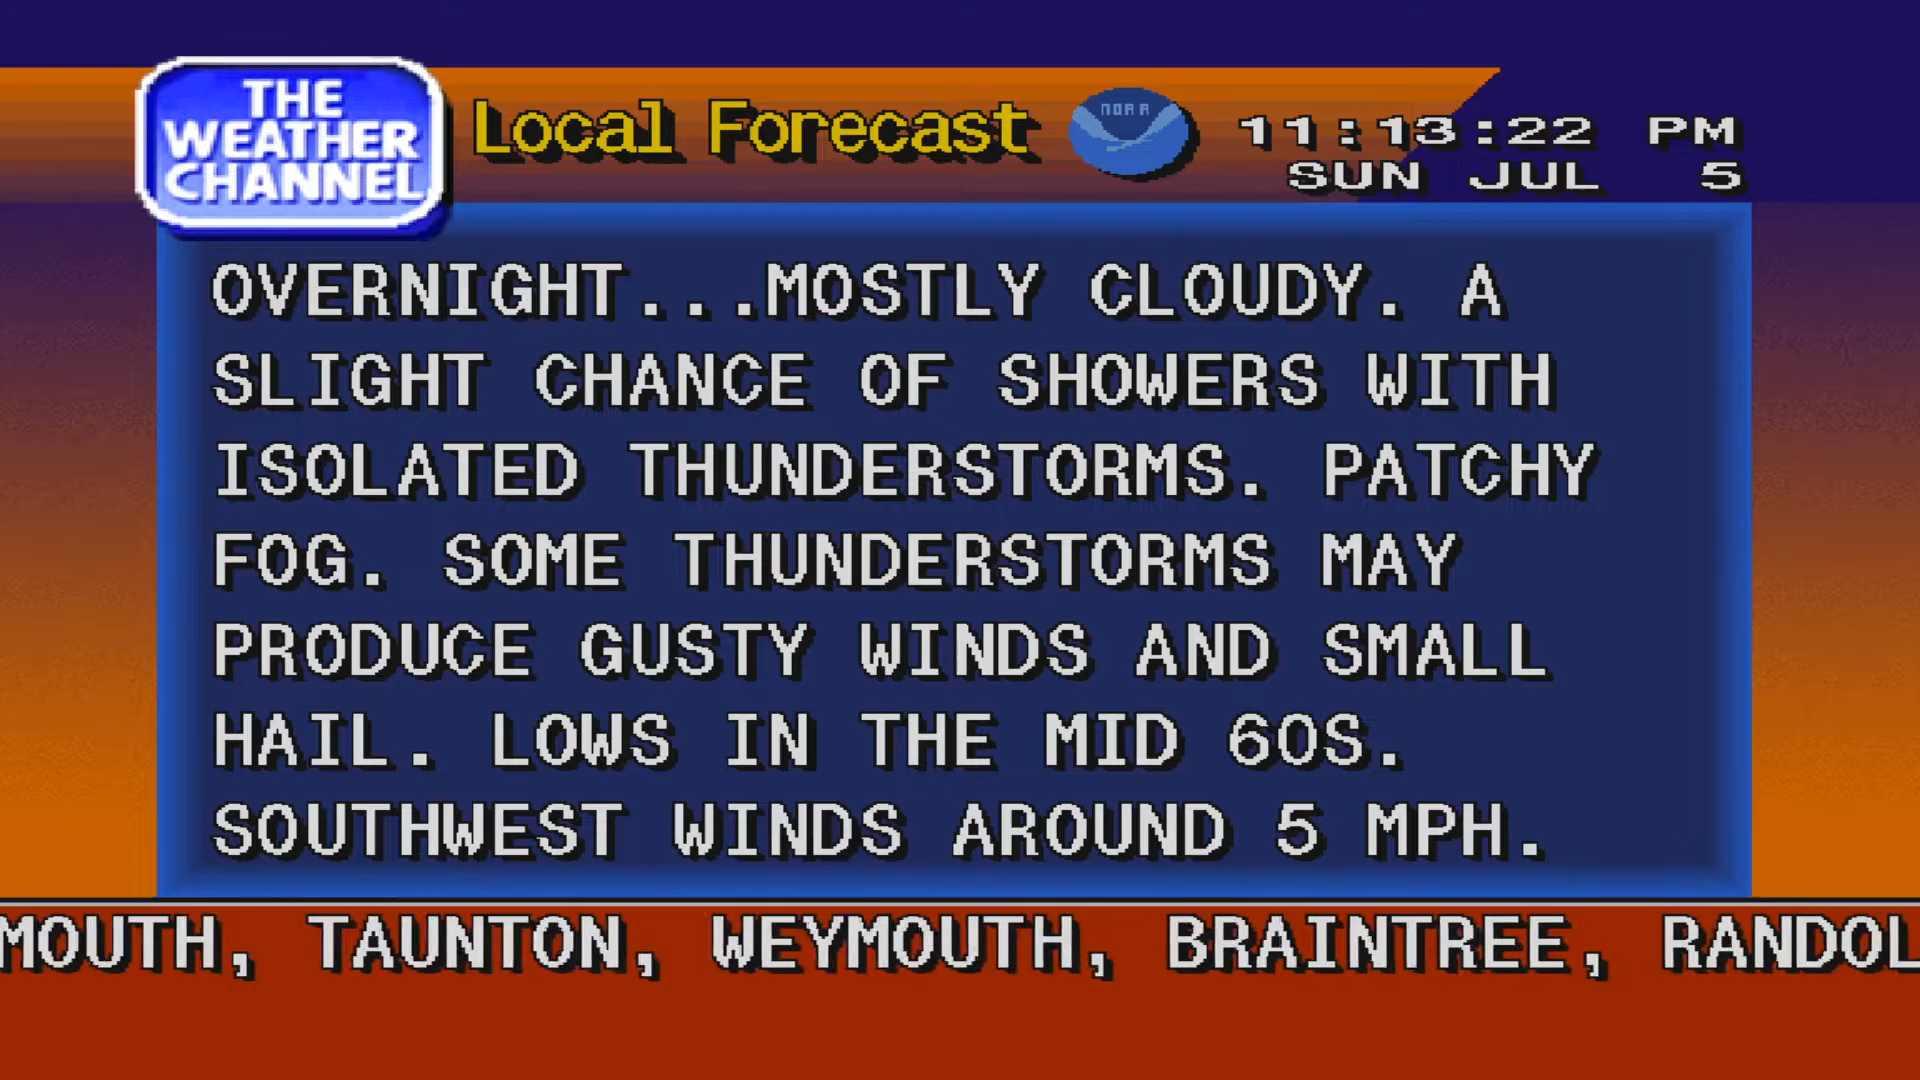 THE
WEATHER
CHANNEL
Local Forecast
NOAA
11:13:22 PM
SUN JUL 5
OVERNIGHT...MOSTLY CLOUDY. A
SLIGHT CHANCE OF SHOWERS WITH
ISOLATED THUNDERSTORMS. PATCHY
FOG. SOME THUNDERSTORMS MAY
PRODUCE GUSTY WINDS AND SMALL
HAIL. LOWS IN THE MID 60S.
SOUTHWEST WINDS AROUND 5 MPH.
MOUTH, TAUNTON, WEYMOUTH, BRAINTREE, RANDOL